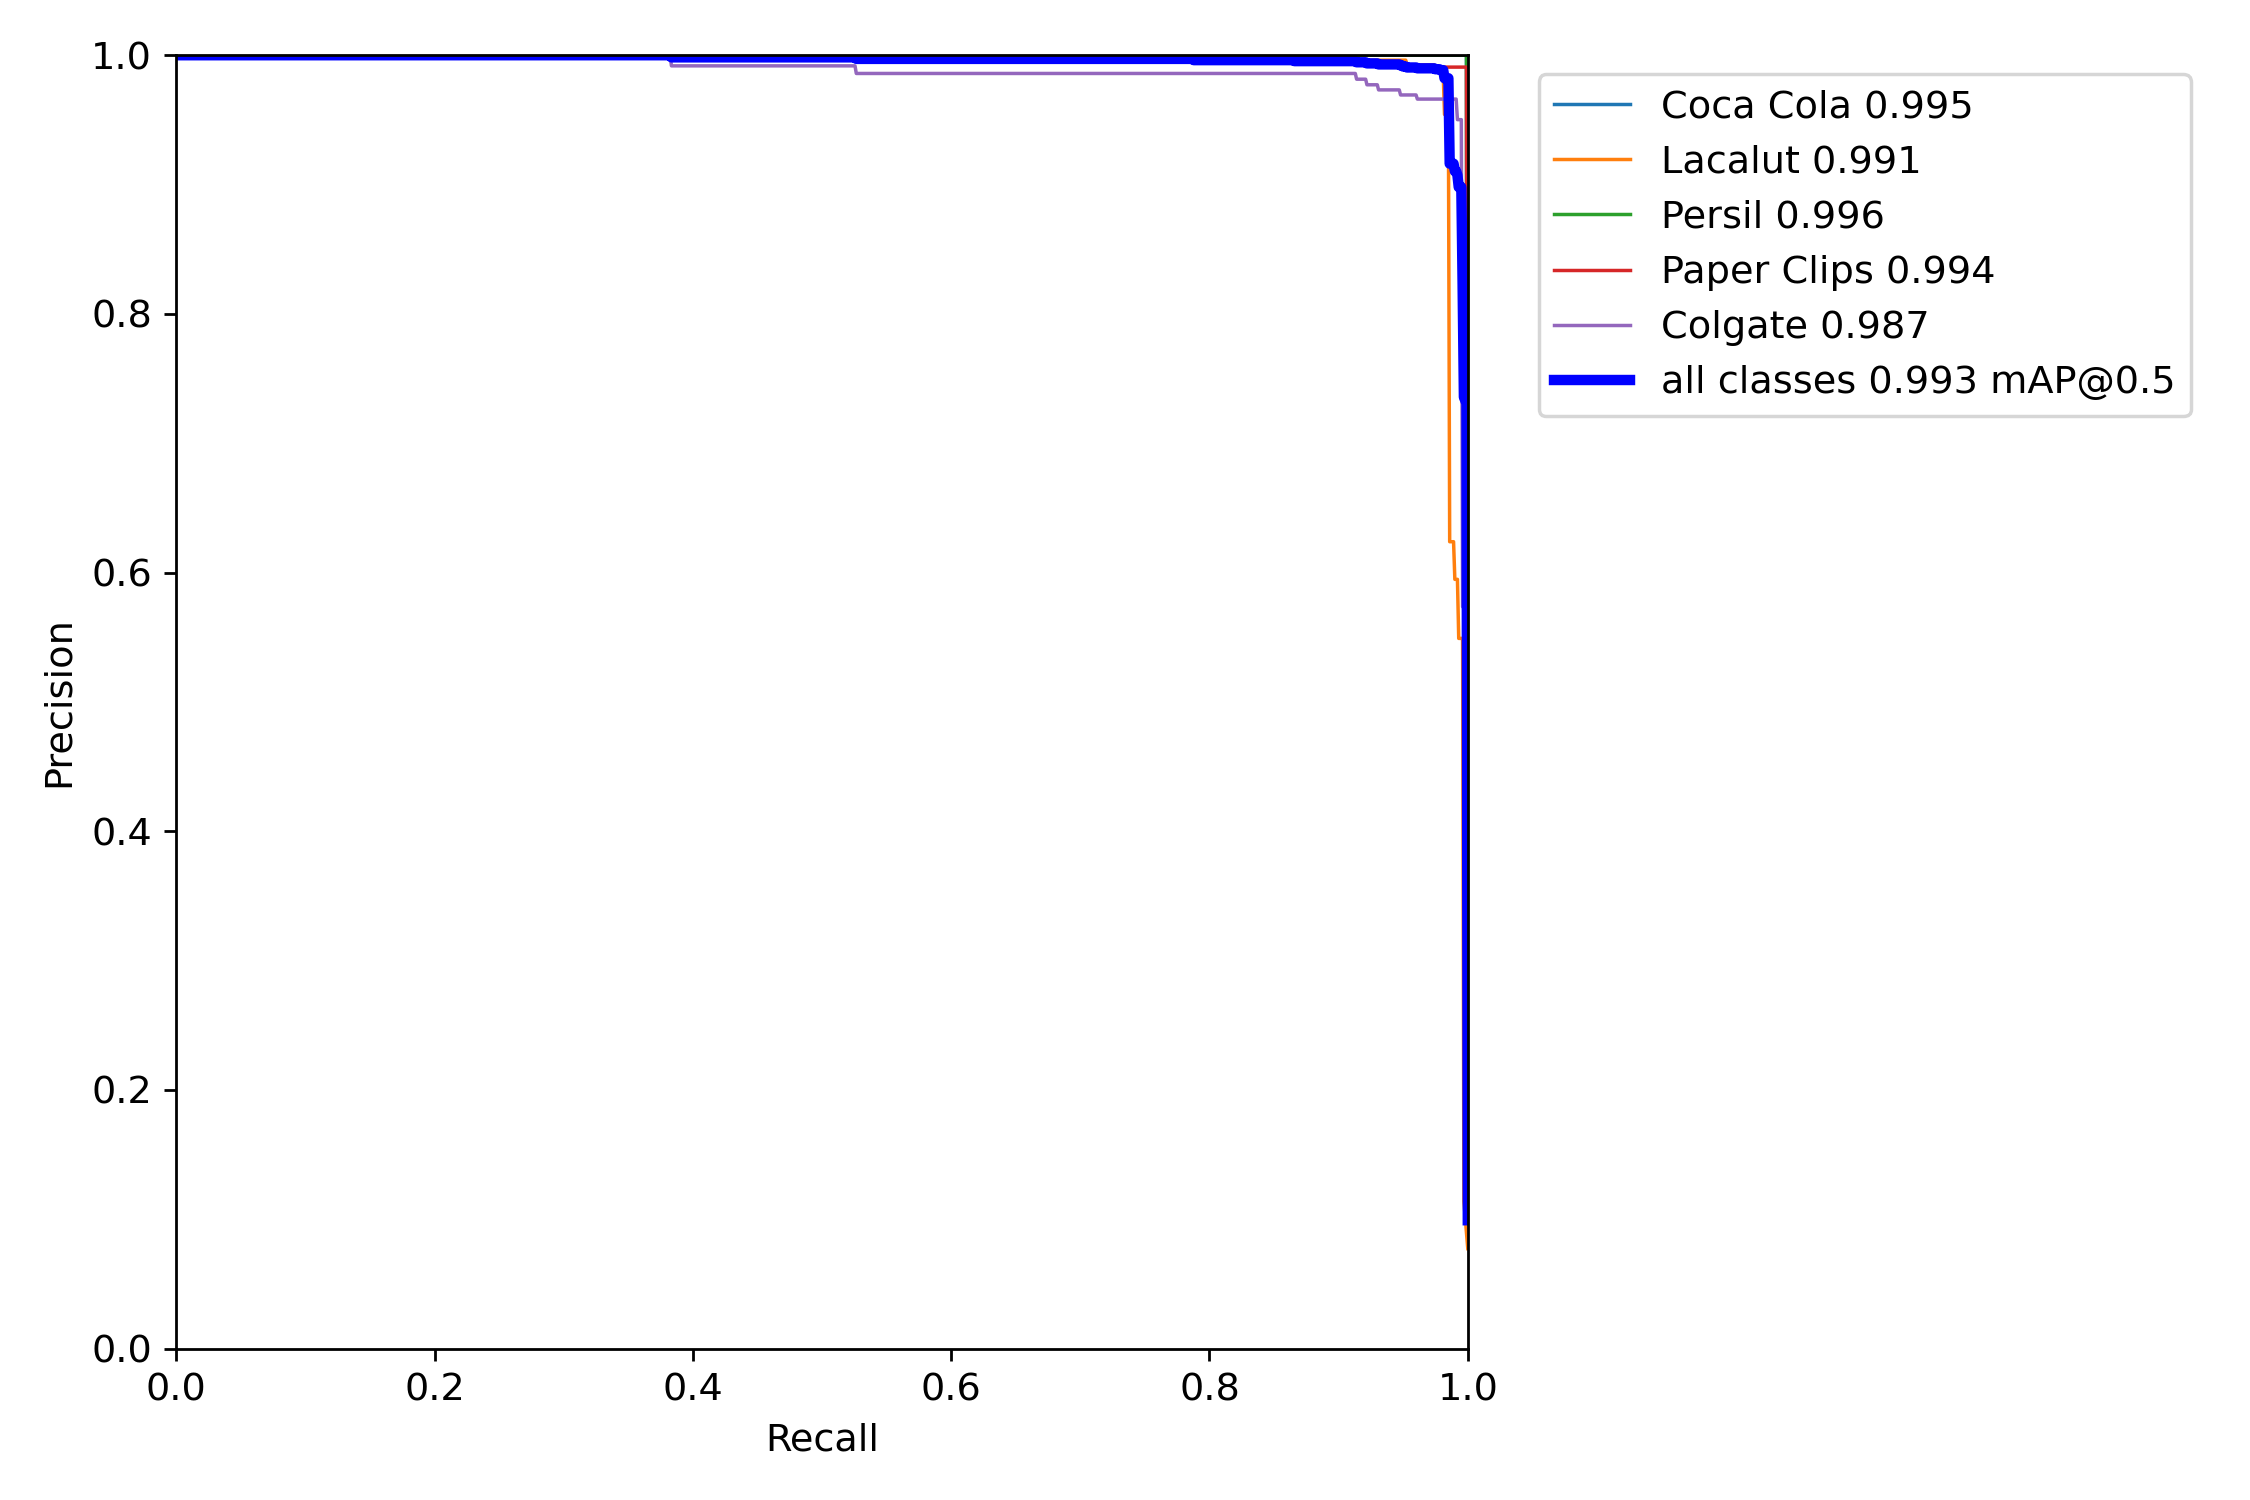 1.0
0.8
0.6
0.4
0.2
0.0
Precision
0.0 0.2 0.4 0.6 0.8 1.0
Recall
Coca Cola 0.995
Lacalut 0.991
Persil 0.996
Paper Clips 0.994
Colgate 0.987
all classes 0.993 mAP@0.5